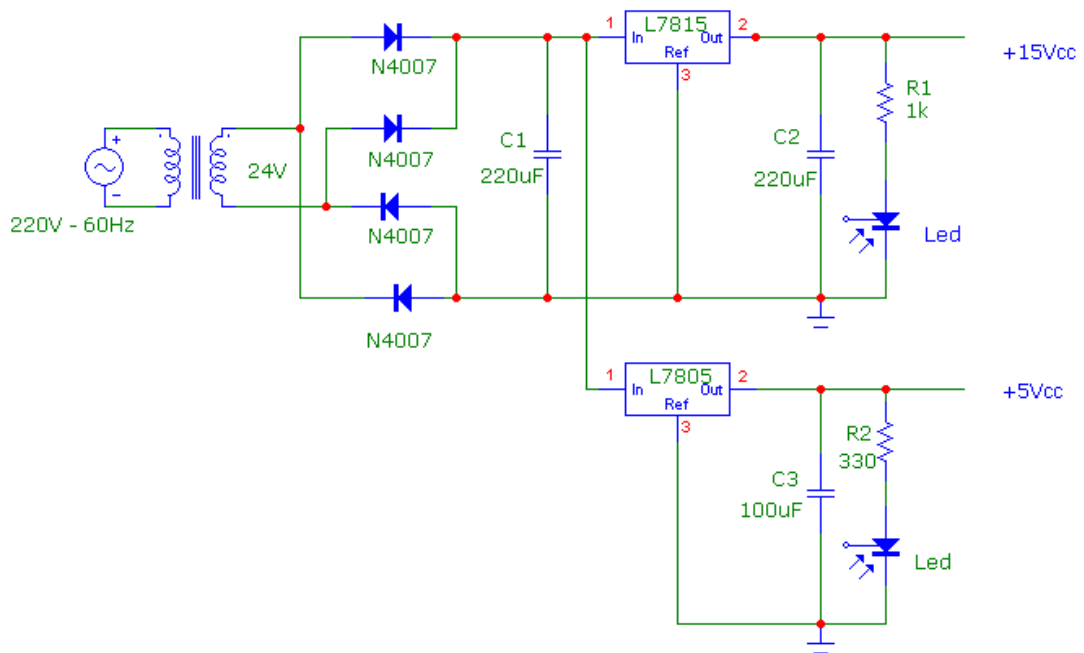 1
L7815
2
In
Out
Ref
3
+15Vcc
N4007
R1
1k
C1
220uF
C2
220uF
N4007
24V
220V - 60Hz
N4007
Led
N4007
1
L7805
2
In
Out
Ref
3
+5Vcc
R2
330
C3
100uF
Led